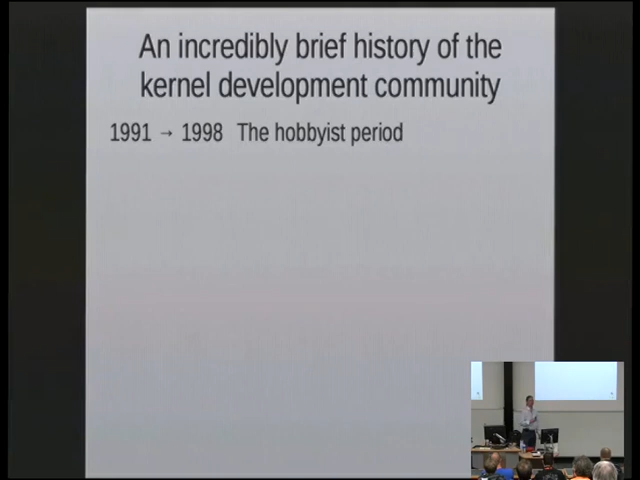 An incredibly brief history of the
kernel development community
1991 → 1998 The hobbyist period